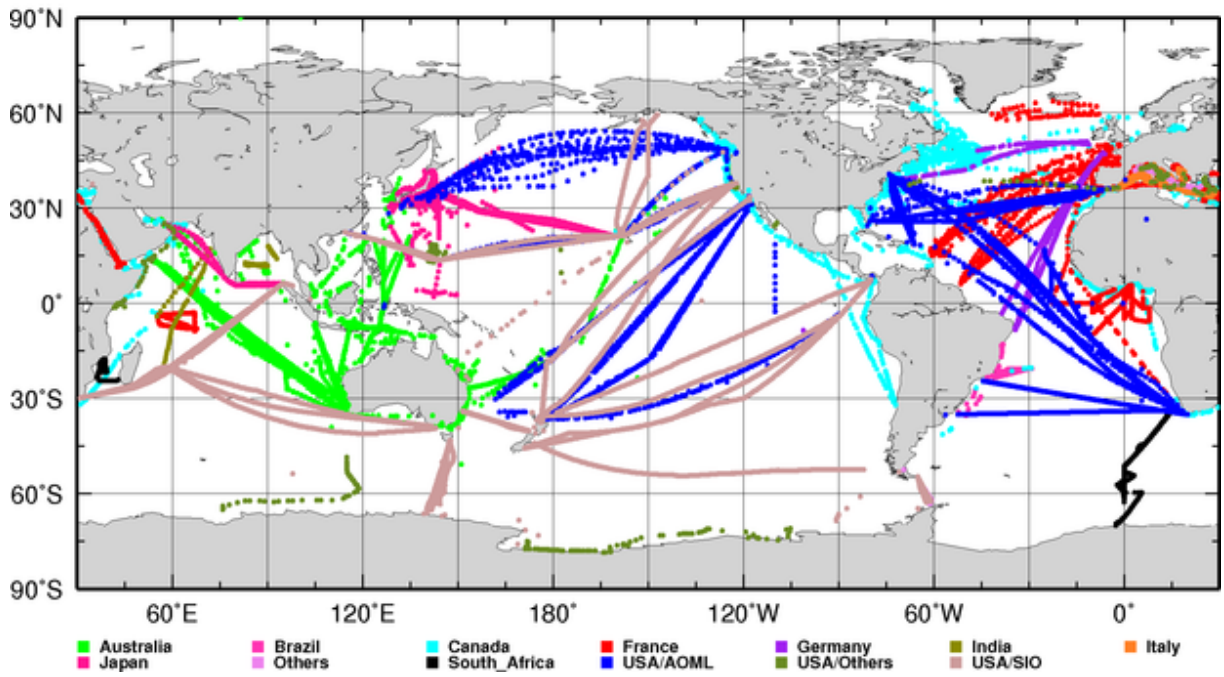 90˚N
60˚N
30˚N
0˚
30˚S
60˚S
90˚S
60˚E 120˚E 180˚ 120˚W 60˚W 0˚
Australia Brazil Canada France Germany India Italy
Japan Others South_Africa USA/AOML USA/Others USA/SIO